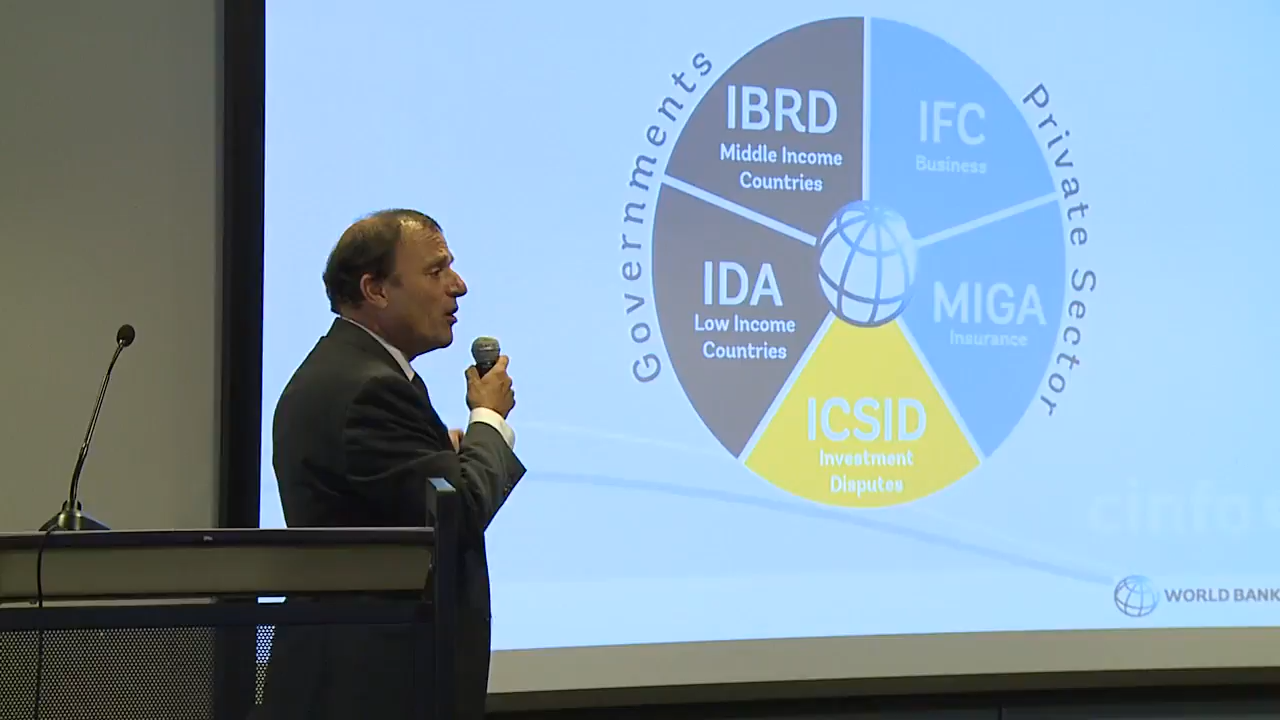 Governments
IBRD
Middle Income
Countries
IFC
Business
Private Sector
IDA
Low Income
Countries
MIGA
Insurance
ICSID
Investment
Disputes
WORLD BANK